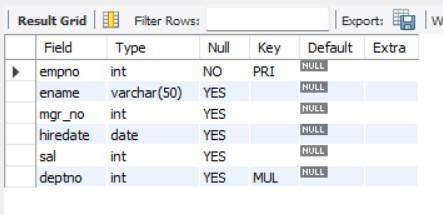 Result Grid Filter Rows: Export: W
Field Type Null Key Default Extra
empno int NO PRI NULL
ename varchar(50) YES NULL
mgr_no int YES NULL
hiredate date YES NULL
sal int YES NULL
deptno int YES MUL NULL